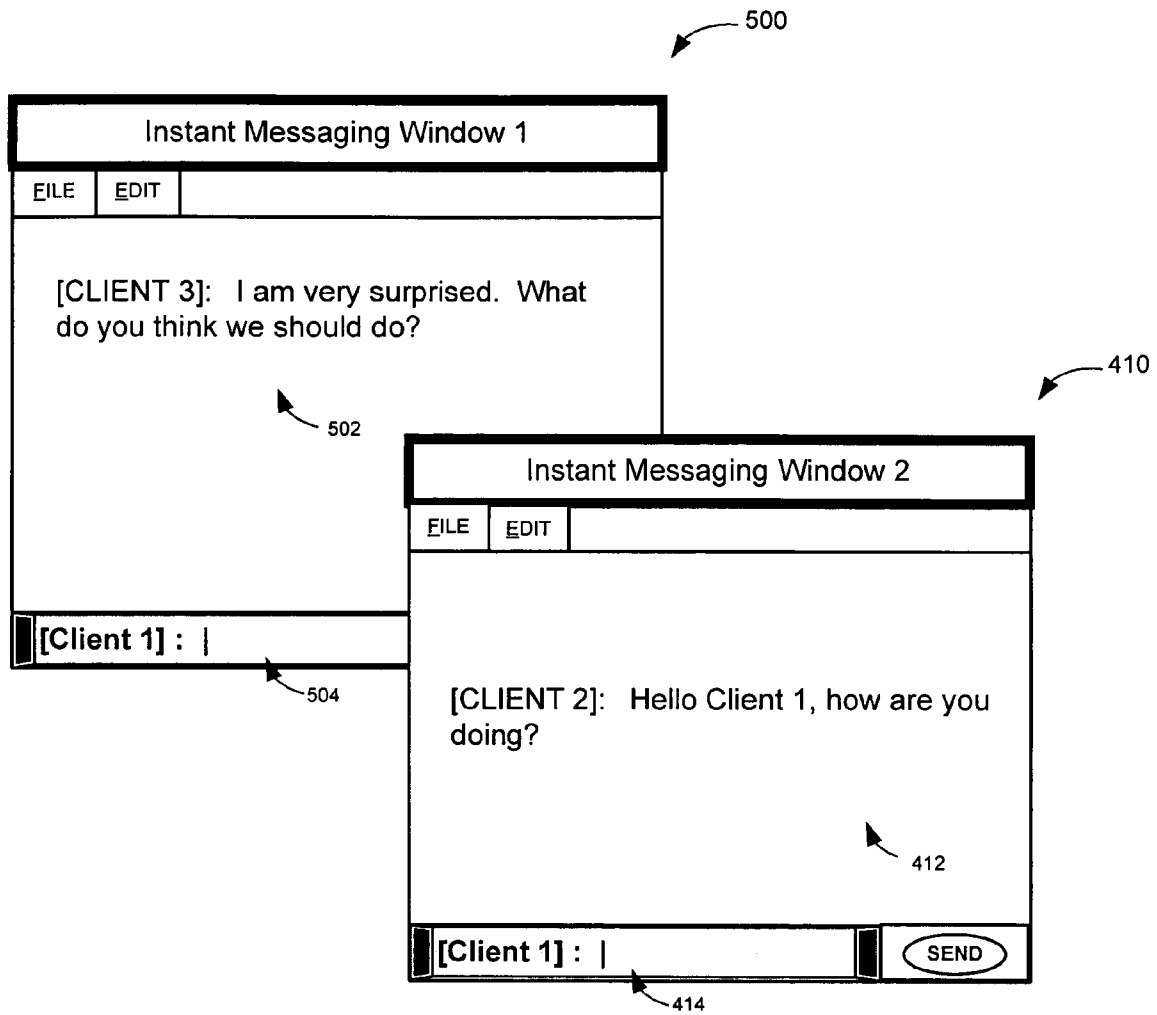 500
Instant Messaging Window 1
FILE EDIT
[CLIENT 3]: I am very surprised. What
do you think we should do?
502
410
Instant Messaging Window 2
FILE EDIT
[Client 1] : |
504
[CLIENT 2]: Hello Client 1, how are you
doing?
412
[Client 1] : |
SEND
414